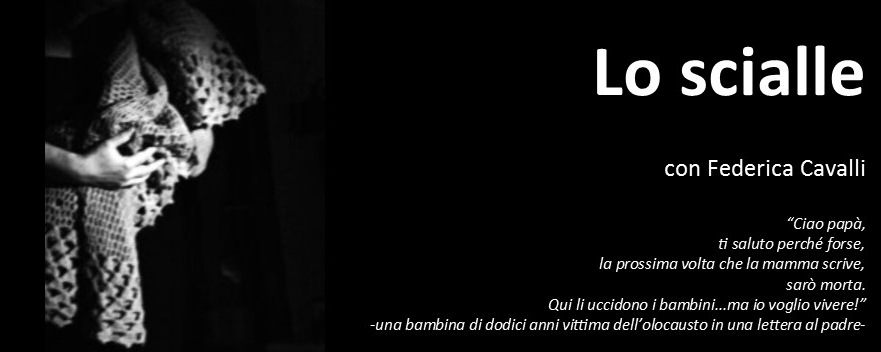 Lo scialle
con Federica Cavalli
“Ciao papà,
ti saluto perché forse,
la prossima volta che la mamma scrive,
sarò morta.
Qui li uccidono i bambini...ma io voglio vivere!”
-una bambina di dodici anni vittima dell’olocausto in una lettera al padre-